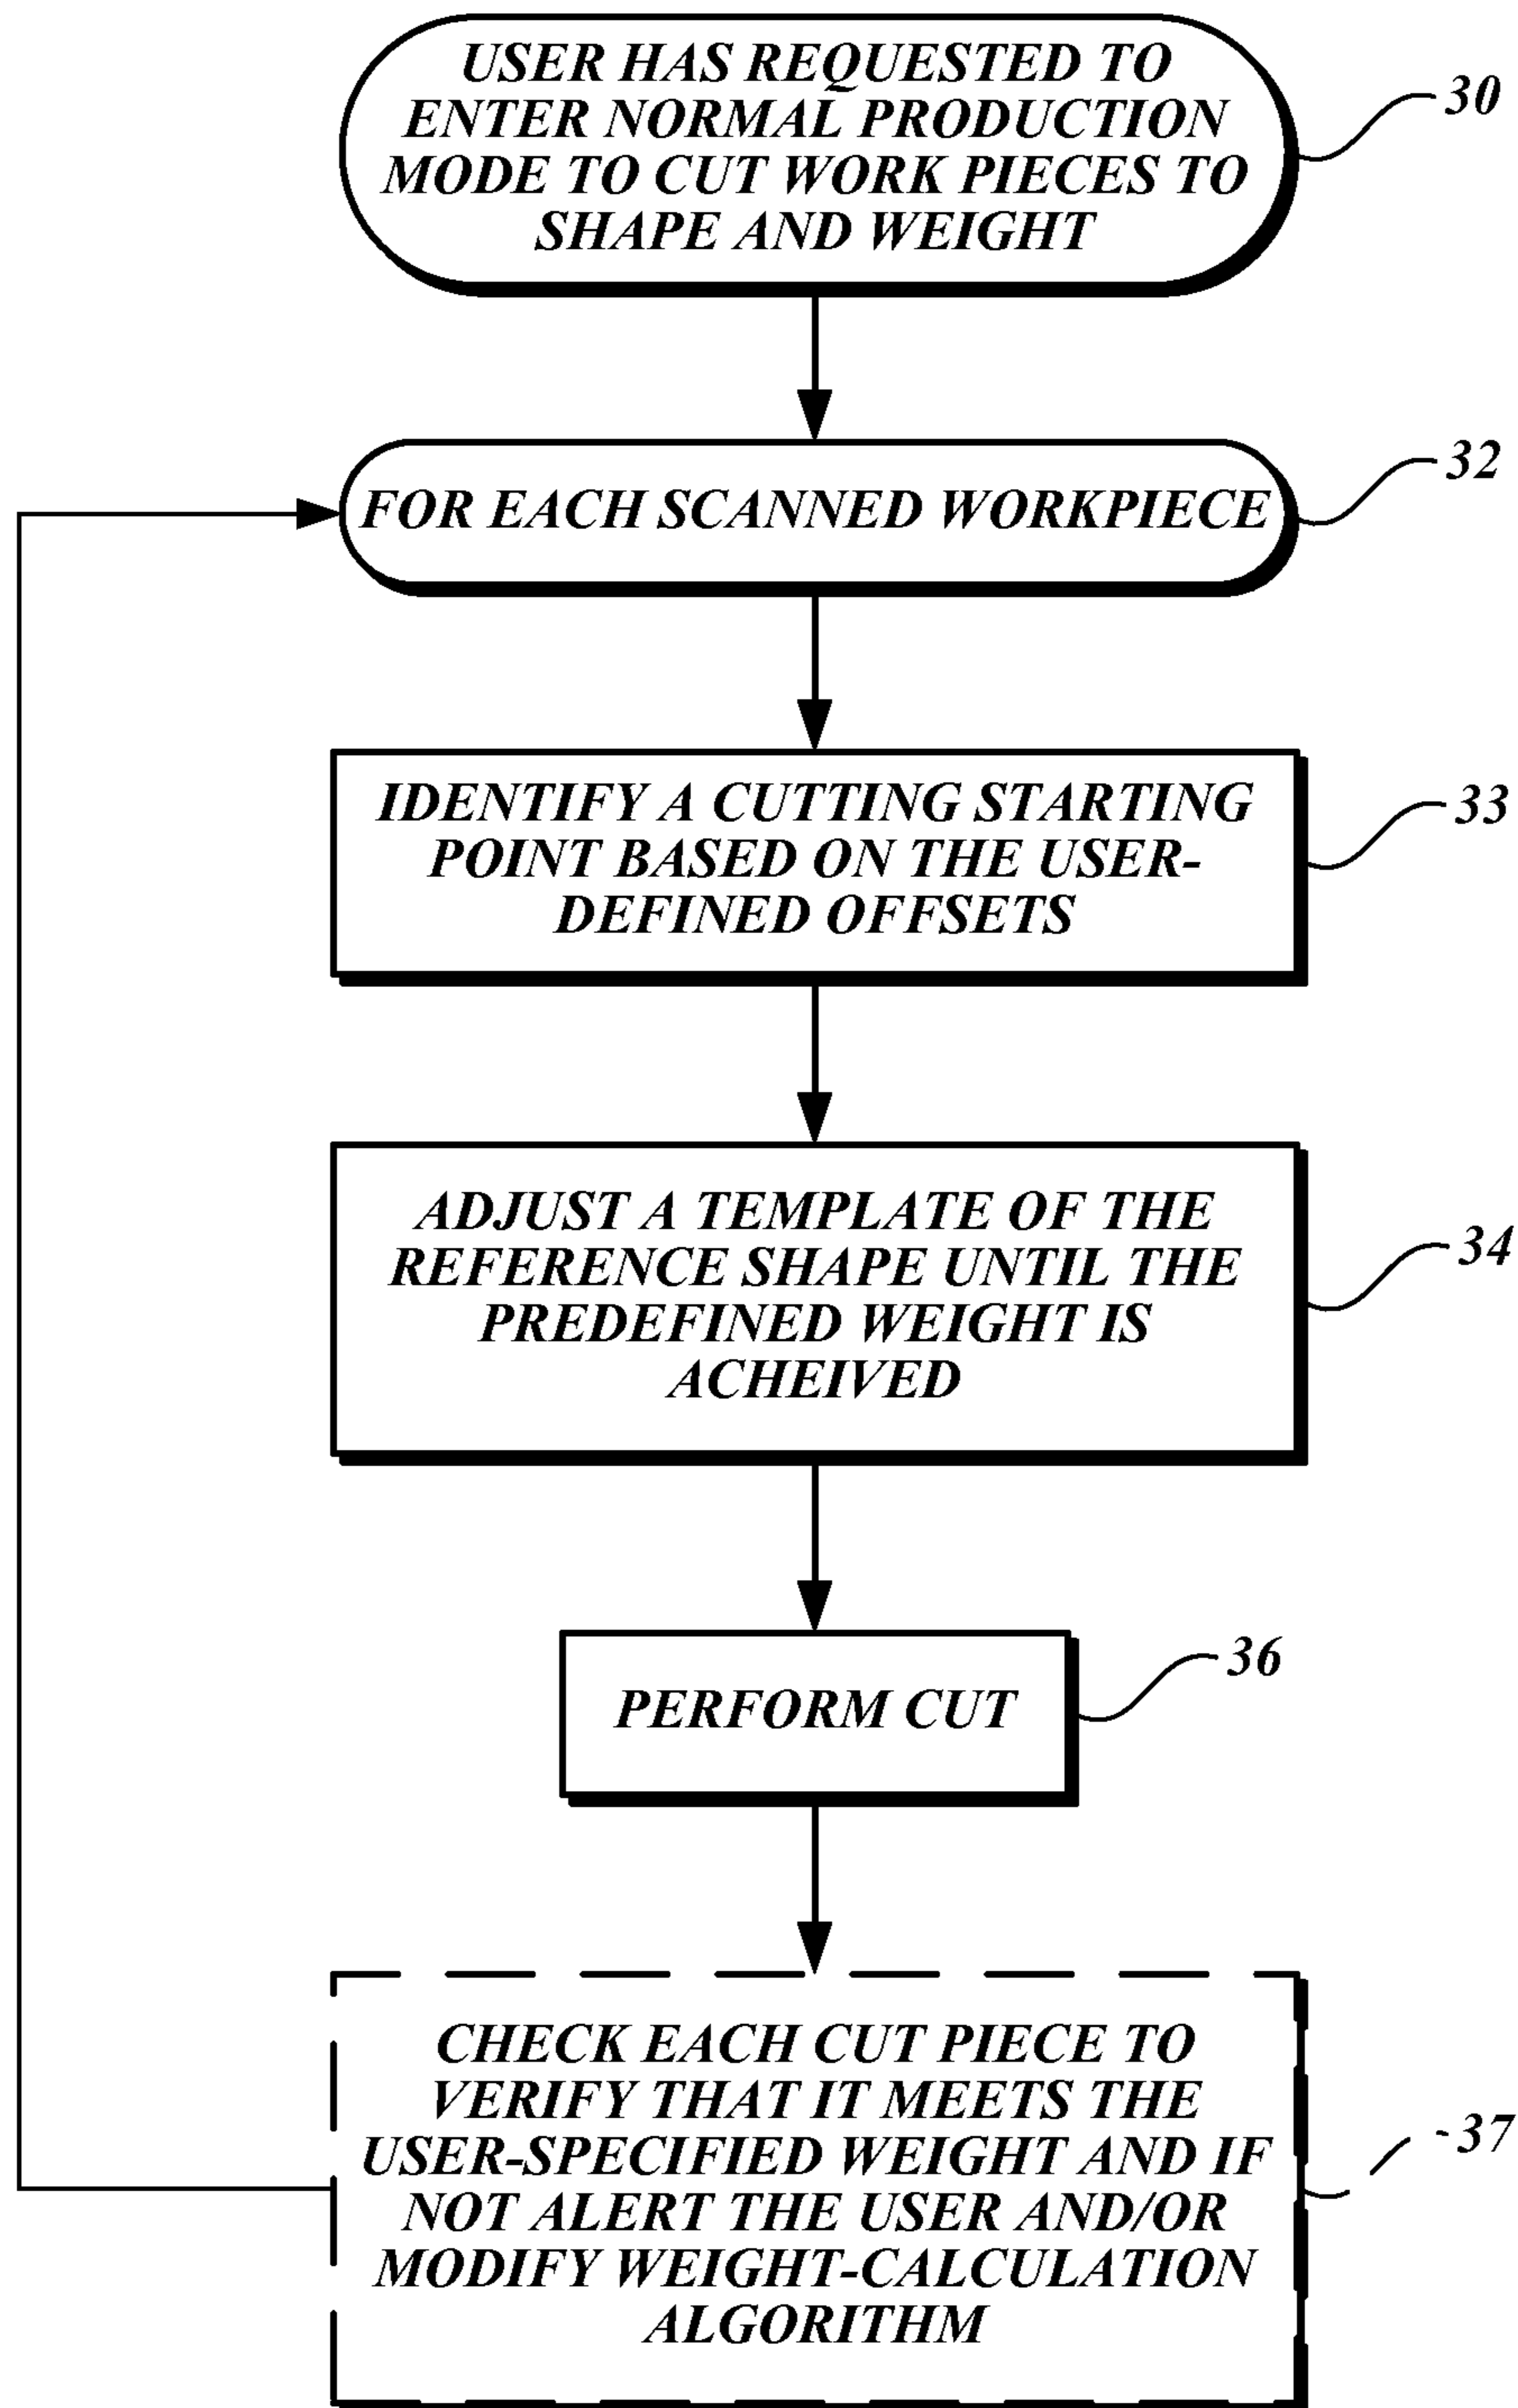 USER HAS REQUESTED TO
ENTER NORMAL PRODUCTION
MODE TO CUT WORK PIECES TO
SHAPE AND WEIGHT
30
FOR EACH SCANNED WORKPIECE
32
IDENTIFY A CUTTING STARTING
POINT BASED ON THE USER-
DEFINED OFFSETS
33
ADJUST A TEMPLATE OF THE
REFERENCE SHAPE UNTIL THE
PREDEFINED WEIGHT IS
ACHEIVED
34
PERFORM CUT
36
CHECK EACH CUT PIECE TO
VERIFY THAT IT MEETS THE
USER-SPECIFIED WEIGHT AND IF
NOT ALERT THE USER AND/OR
MODIFY WEIGHT-CALCULATION
ALGORITHM
37